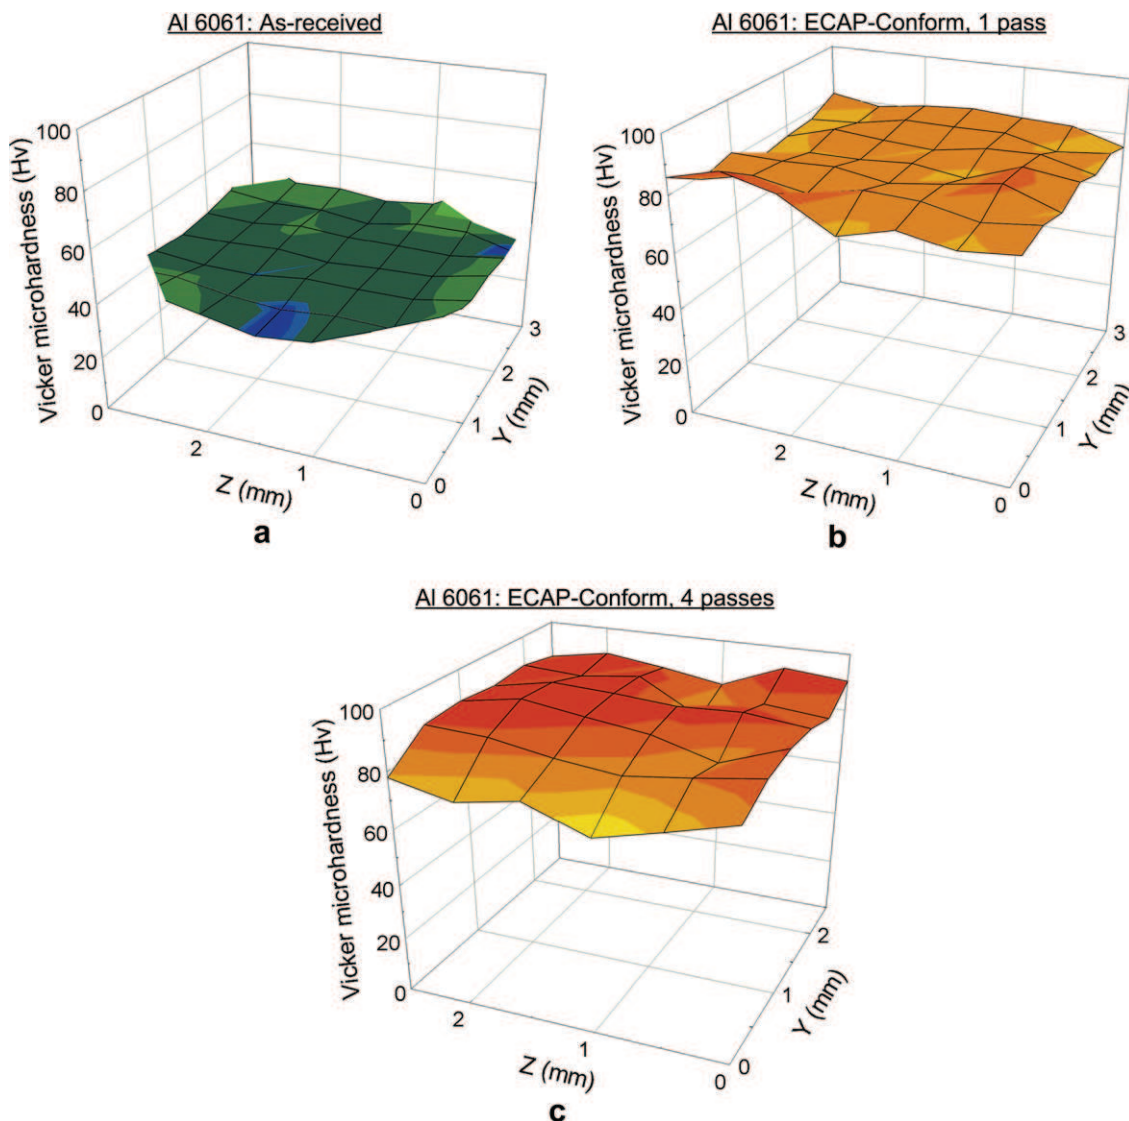 Al 6061: As-received
Vicker microhardness (Hv)
100
80
60
40
20
0
2
1
0
Z (mm)
0
1
2
3
Y (mm)
a
Al 6061: ECAP-Conform, 1 pass
Vicker microhardness (Hv)
100
80
60
40
20
0
2
1
0
Z (mm)
0
1
2
3
Y (mm)
b
Al 6061: ECAP-Conform, 4 passes
Vicker microhardness (Hv)
100
80
60
40
20
0
2
1
0
Z (mm)
0
1
2
Y (mm)
c